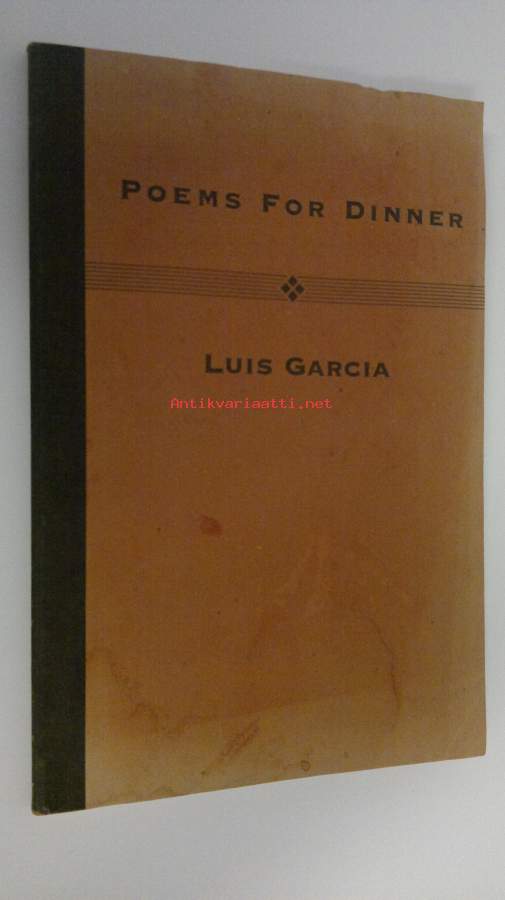 POEMS FOR DINNER
LUIS GARCIA
Antikvariaatti.net